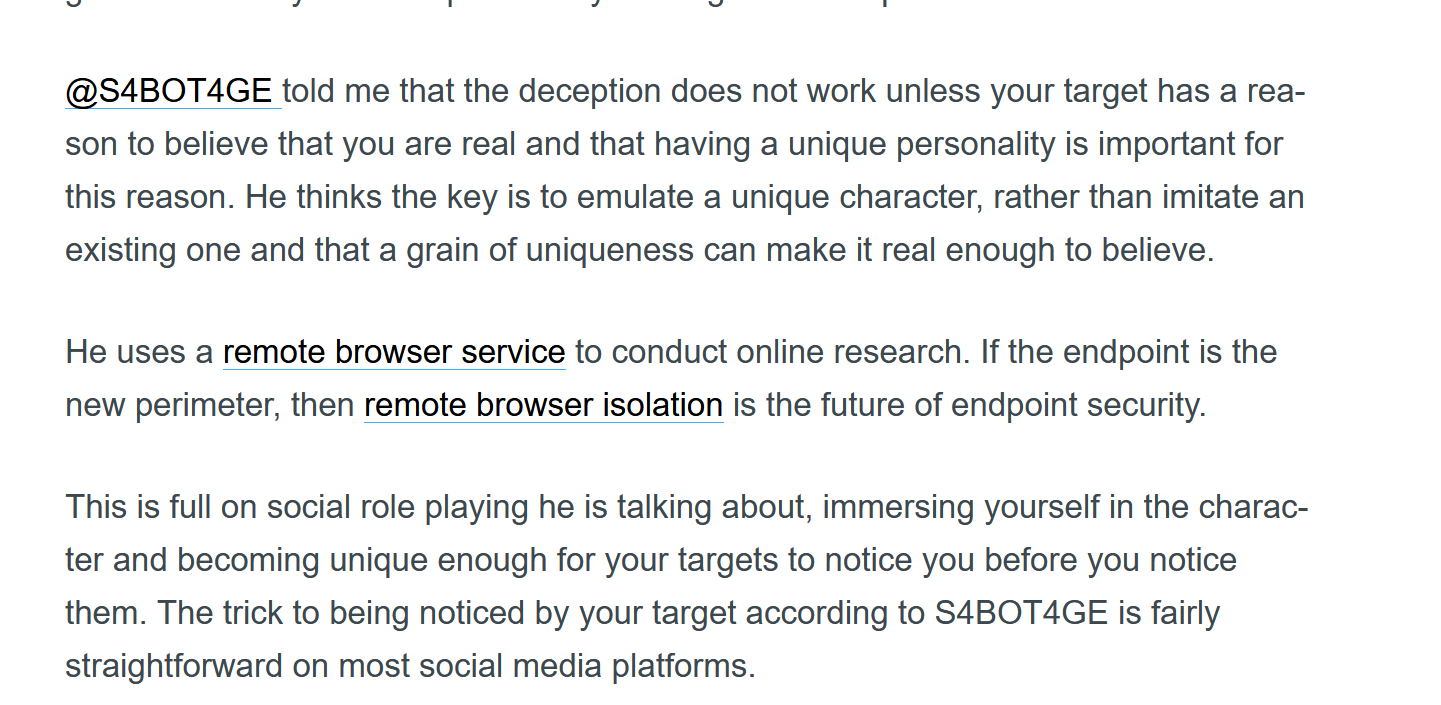 @S4BOT4GE told me that the deception does not work unless your target has a rea-
son to believe that you are real and that having a unique personality is important for
this reason. He thinks the key is to emulate a unique character, rather than imitate an
existing one and that a grain of uniqueness can make it real enough to believe.
He uses a remote browser service to conduct online research. If the endpoint is the
new perimeter, then remote browser isolation is the future of endpoint security.
This is full on social role playing he is talking about, immersing yourself in the charac-
ter and becoming unique enough for your targets to notice you before you notice
them. The trick to being noticed by your target according to S4BOT4GE is fairly
straightforward on most social media platforms.